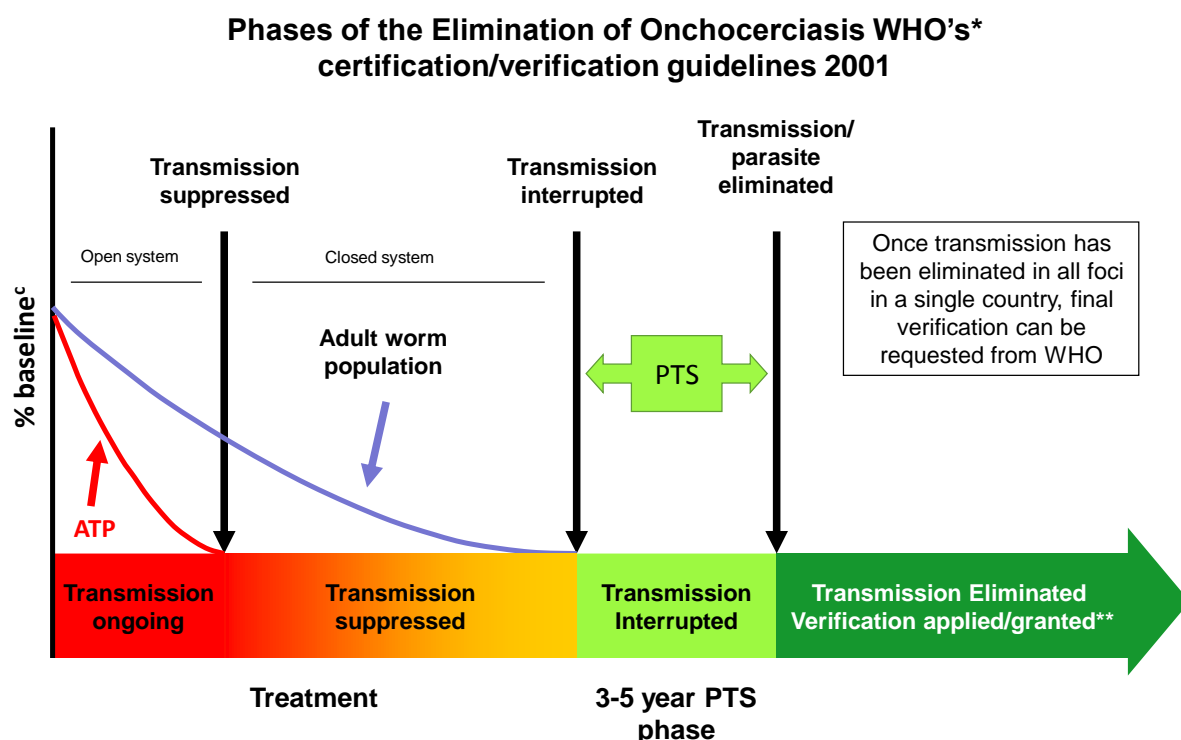 Phases of the Elimination of Onchocerciasis WHO's*
certification/verification guidelines 2001
Transmission
suppressed
Transmission
interrupted
Transmission/
parasite
eliminated
Open system
Closed system
Once transmission has
been eliminated in all foci
in a single country, final
verification can be
requested from WHO
% baselineᶜ
Adult worm
population
PTS
ATP
Transmission
ongoing
Transmission
suppressed
Transmission
Interrupted
Transmission Eliminated
Verification applied/granted**
Treatment
3-5 year PTS
phase